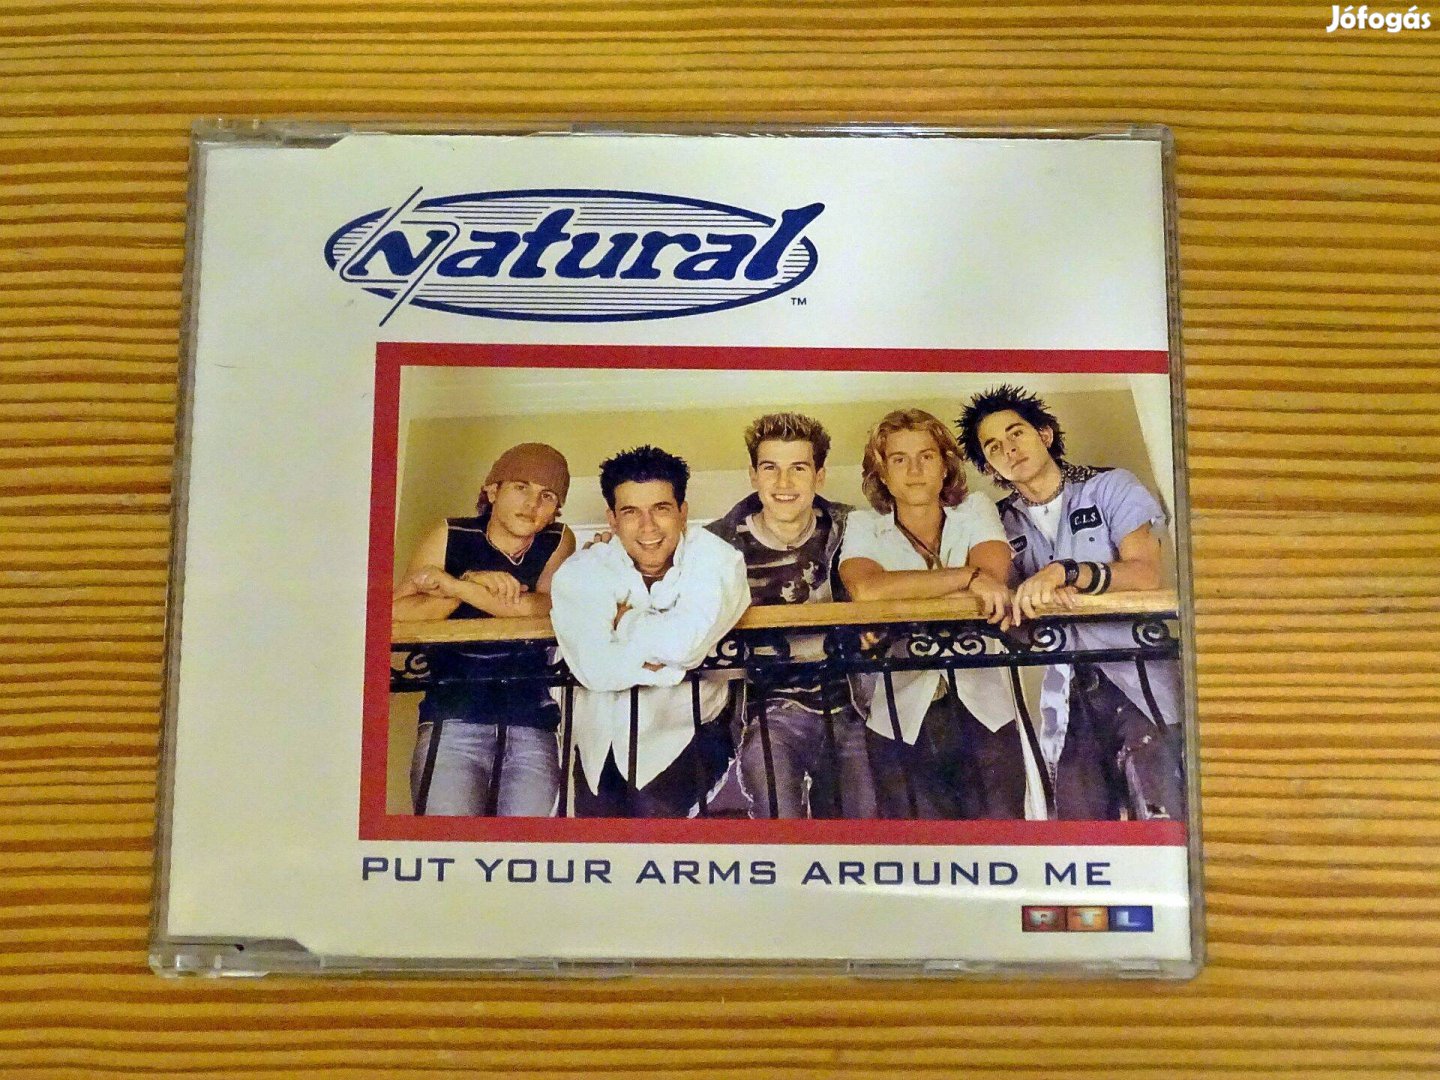 Jófogás
Natural
TM
C.L.S.
PUT YOUR ARMS AROUND ME
RTL